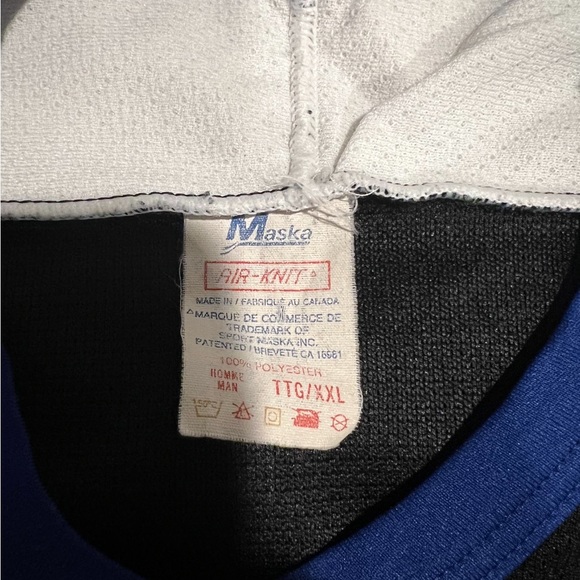 Maska
AIR-KNIT
MADE IN / FABRIQUÉ AU CANADA
MARQUE DE COMMERCE DE
TRADEMARK OF
SPORT MASKA INC.
PATENTED / BREVETÉ CA 16661
100% POLYESTER
HOMME
MAN
TTG/XXL
50°C